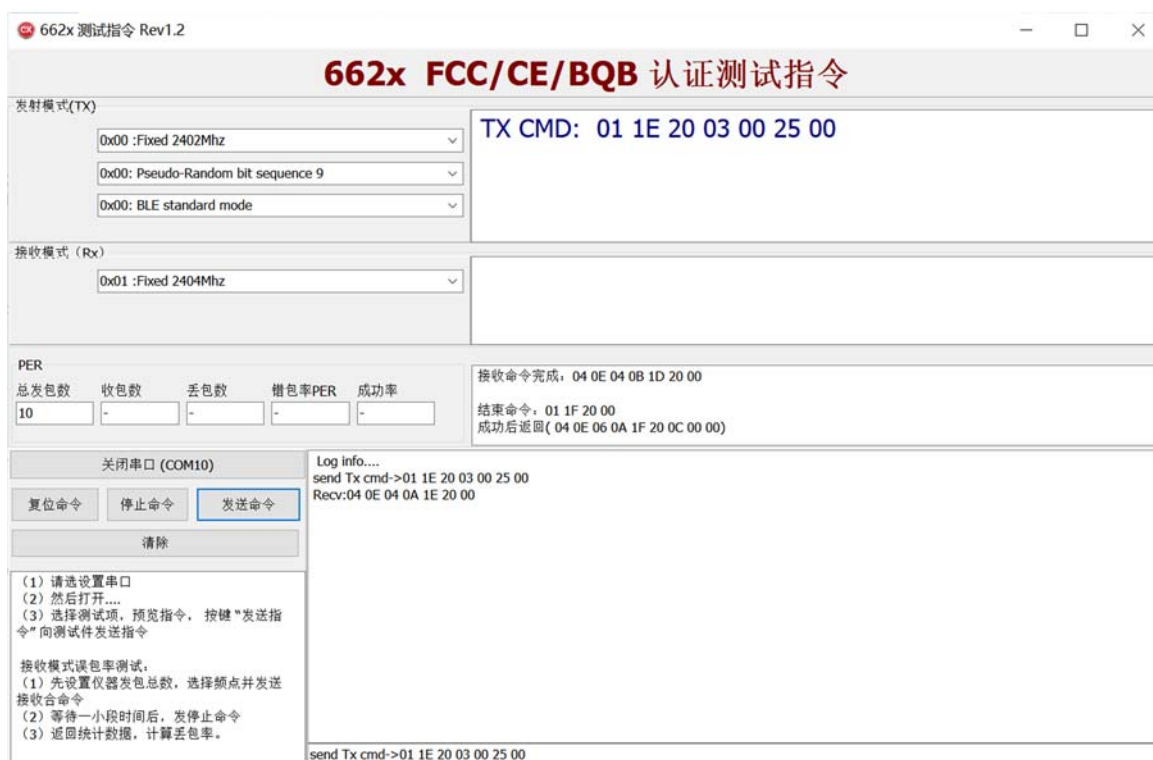 662x 测试指令 Rev1.2
662x FCC/CE/BQB 认证测试指令
发射模式(TX)
0x00 :Fixed 2402Mhz
0x00: Pseudo-Random bit sequence 9
0x00: BLE standard mode
TX CMD: 01 1E 20 03 00 25 00
接收模式（Rx）
0x01 :Fixed 2404Mhz
PER
总发包数 收包数 丢包数 错包率PER 成功率
10 - - - -
接收命令完成: 04 0E 04 0B 1D 20 00
结束命令: 01 1F 20 00
成功后返回( 04 0E 06 0A 1F 20 0C 00 00)
关闭串口 (COM10)
复位命令 停止命令 发送命令
清除
（1）请选设置串口
（2）然后打开....
（3）选择测试项，预览指令， 按键 "发送指
令" 向测试件发送指令
接收模式误包率测试:
（1）先设置仪器发包总数，选择频点并发送
接收合命令
（2）等待一小段时间后，发停止命令
（3）返回统计数据，计算丢包率。
Log info....
send Tx cmd->01 1E 20 03 00 25 00
Recv:04 0E 04 0A 1E 20 00
send Tx cmd->01 1E 20 03 00 25 00